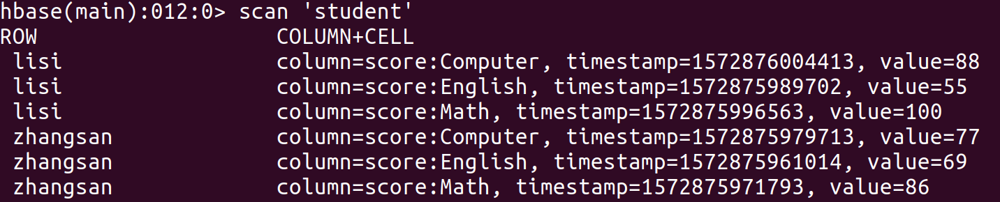 hbase(main):012:0> scan 'student'
ROW                   COLUMN+CELL
 lisi                 column=score:Computer, timestamp=1572876004413, value=88
 lisi                 column=score:English, timestamp=1572875989702, value=55
 lisi                 column=score:Math, timestamp=1572875996563, value=100
 zhangsan             column=score:Computer, timestamp=1572875979713, value=77
 zhangsan             column=score:English, timestamp=1572875961014, value=69
 zhangsan             column=score:Math, timestamp=1572875971793, value=86